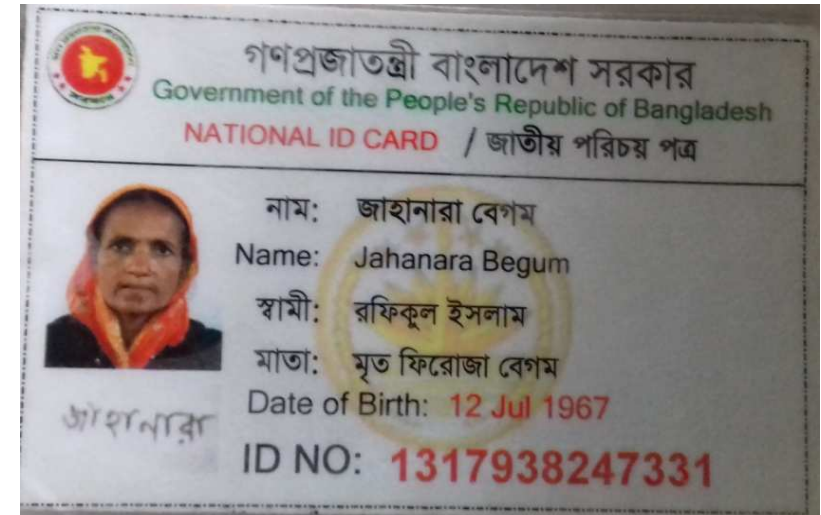 গণপ্রজাতন্ত্রী বাংলাদেশ সরকার
Government of the People's Republic of Bangladesh
NATIONAL ID CARD / জাতীয় পরিচয় পত্র
নাম: জাহানারা বেগম
Name: Jahanara Begum
স্বামী: রফিকুল ইসলাম
মাতা: মৃত ফিরোজা বেগম
Date of Birth: 12 Jul 1967
জাহানারা
ID NO: 1317938247331